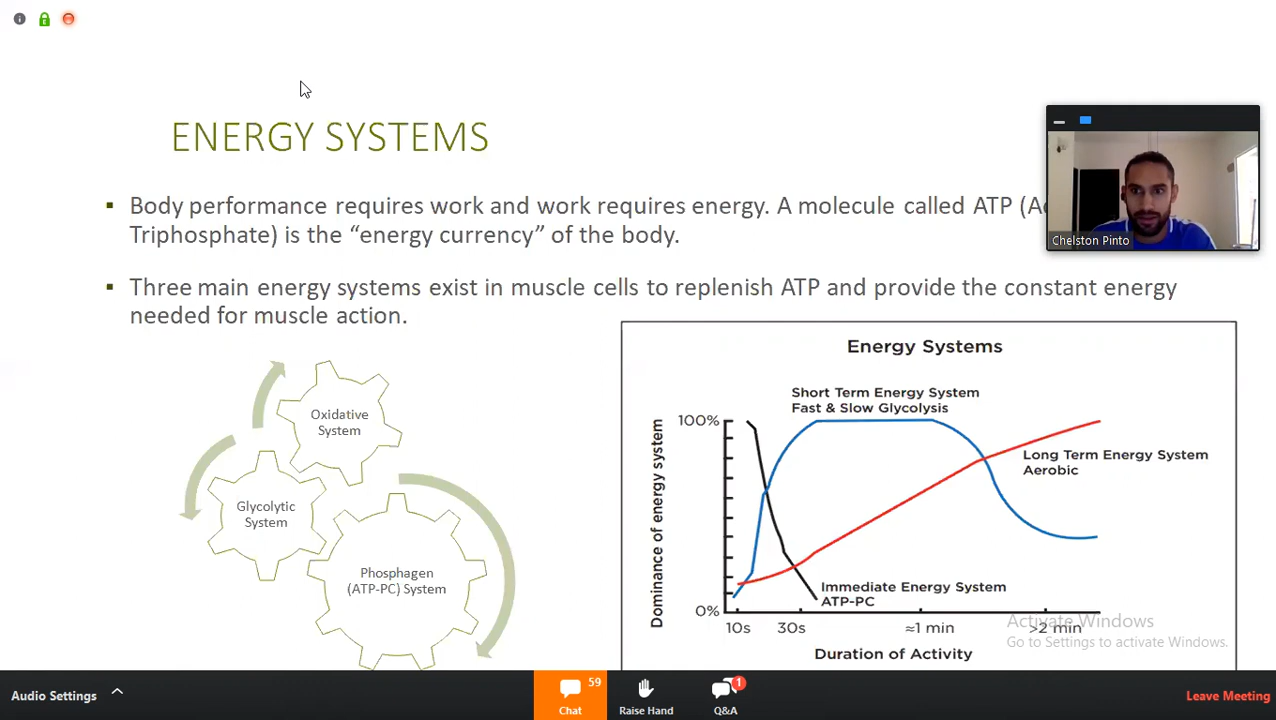 ENERGY SYSTEMS
Body performance requires work and work requires energy. A molecule called ATP
Triphosphate) is the “energy currency” of the body.
Chelston Pinto
Three main energy systems exist in muscle cells to replenish ATP and provide the constant energy
needed for muscle action.
Oxidative
System
Glycolytic
System
Phosphagen
(ATP-PC) System
Energy Systems
Short Term Energy System
Fast & Slow Glycolysis
100%
Long Term Energy System
Aerobic
Dominance of energy system
Immediate Energy System
ATP-PC
0%
10s 30s ≈1 min >2 min
Duration of Activity
Activate Windows
Go to Settings to activate Windows.
Audio Settings
59
Chat
Raise Hand
1
Q&A
Leave Meeting